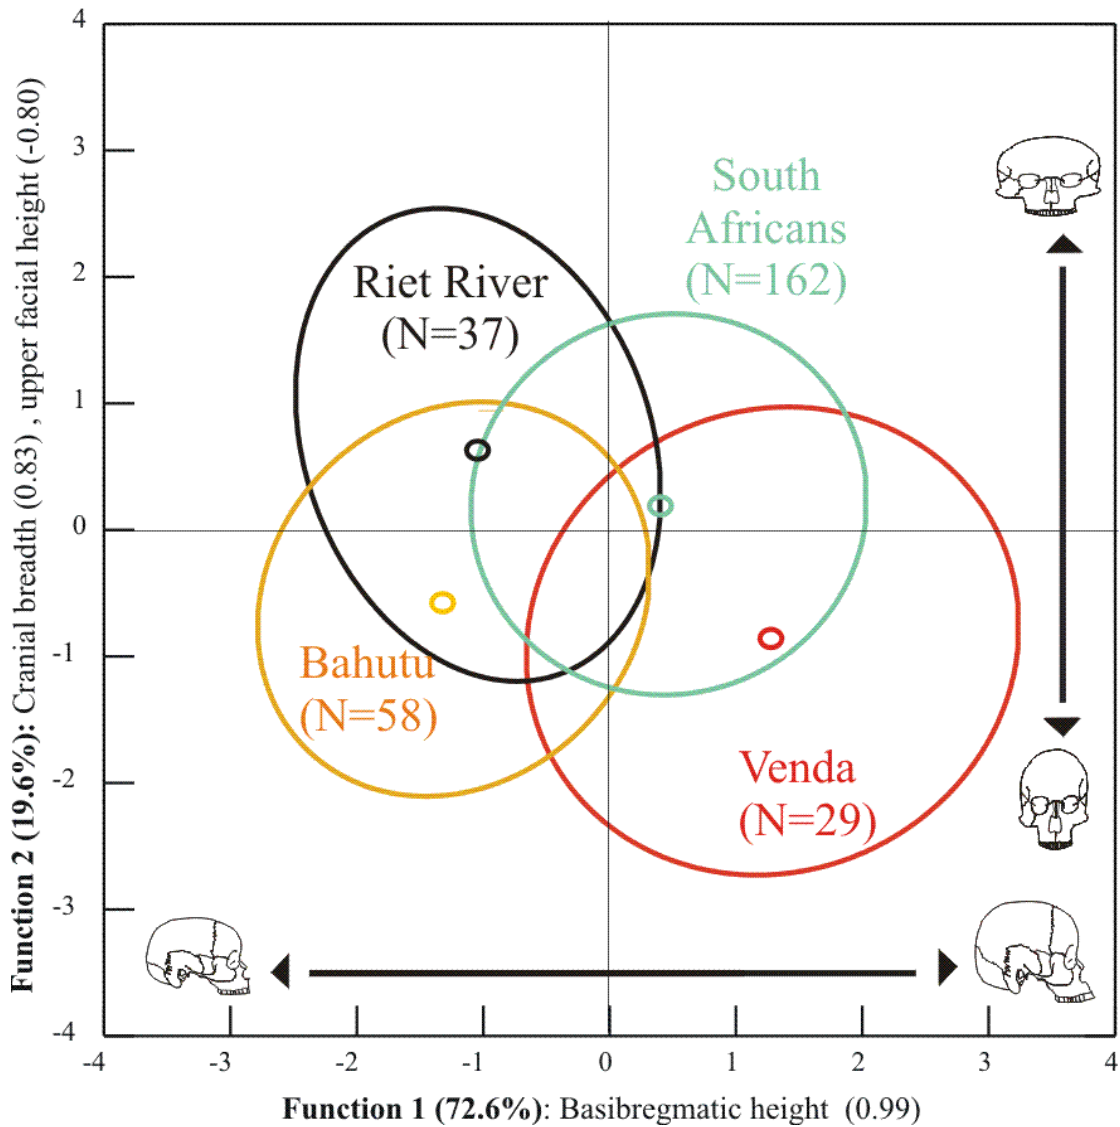 4
3
2
1
0
-1
-2
-3
-4
Function 2 (19.6%): Cranial breadth (0.83) , upper facial height (-0.80)
South
Africans
(N=162)
Riet River
(N=37)
Bahutu
(N=58)
Venda
(N=29)
-4 -3 -2 -1 0 1 2 3 4
Function 1 (72.6%): Basibregmatic height (0.99)